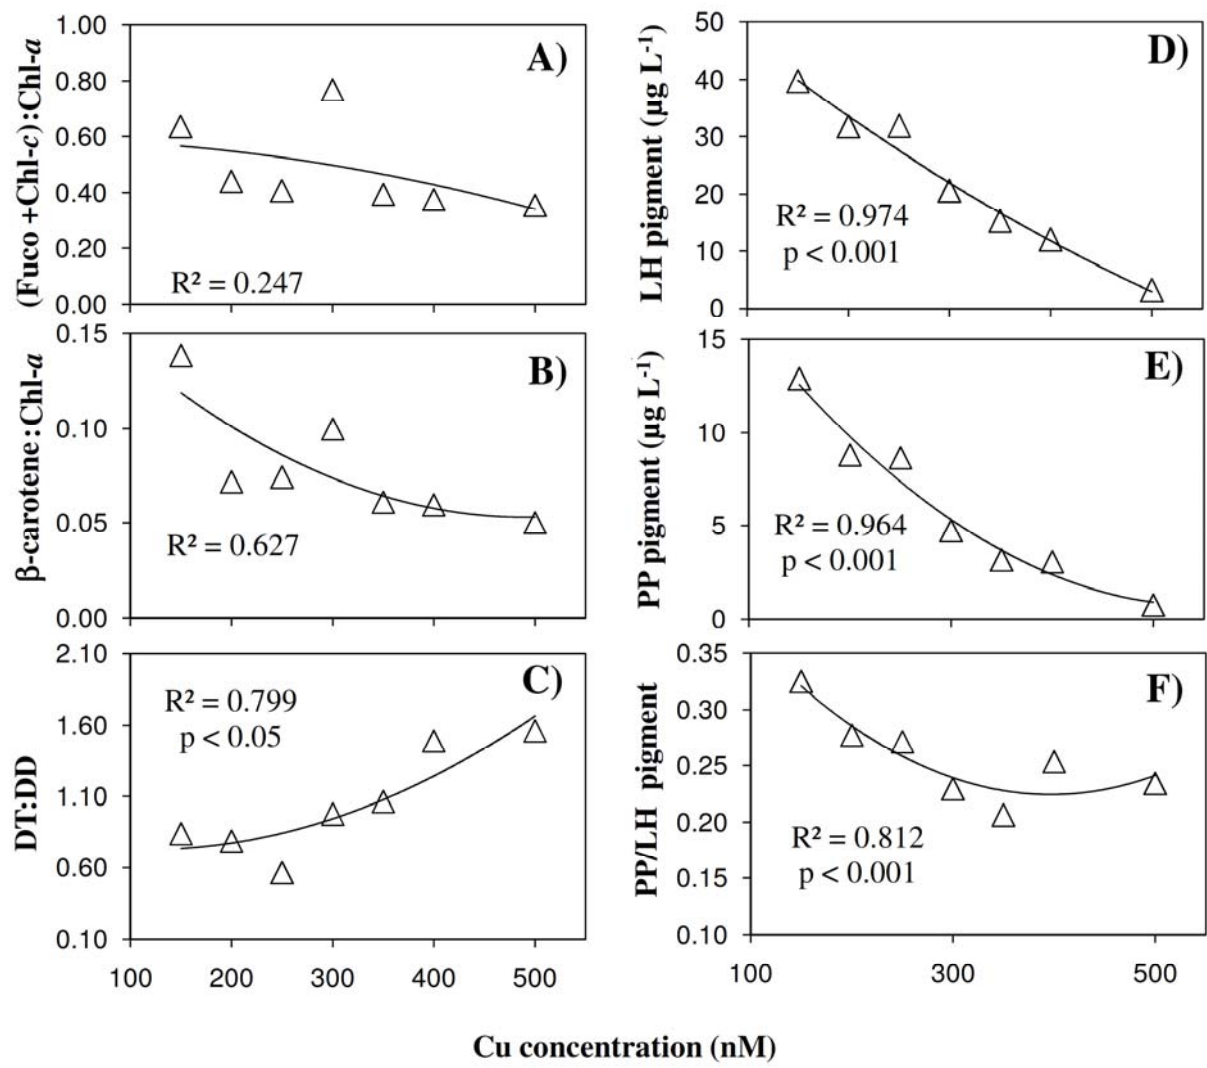 (Fuco +Chl-c):Chl-a
1.00
0.80
0.60
0.40
0.20
0.00
A)
R² = 0.247
β-carotene:Chl-a
0.15
0.10
0.05
0.00
B)
R² = 0.627
DT:DD
2.10
1.60
1.10
0.60
0.10
C)
R² = 0.799
p < 0.05
100 200 300 400 500
LH pigment (µg L-1)
50
40
30
20
10
0
D)
R² = 0.974
p < 0.001
PP pigment (µg L-1)
15
10
5
0
E)
R² = 0.964
p < 0.001
PP/LH pigment
0.35
0.30
0.25
0.20
0.15
0.10
F)
R² = 0.812
p < 0.001
100 300 500
Cu concentration (nM)